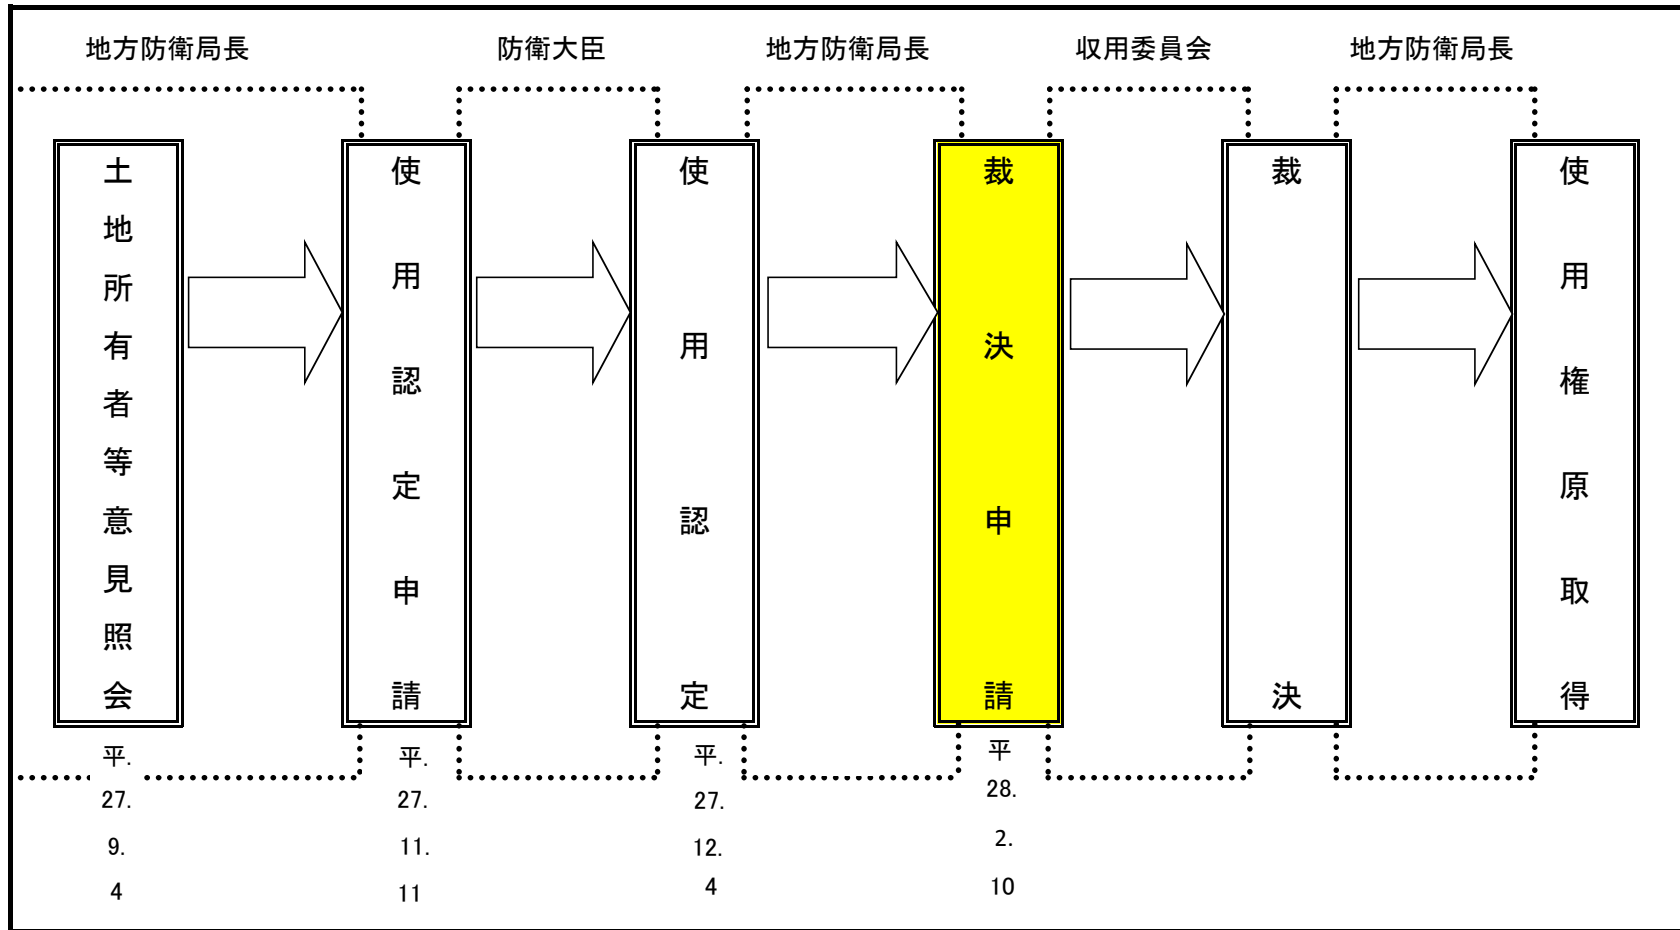 地方防衛局長
防衛大臣
地方防衛局長
収用委員会
地方防衛局長
土地所有者等意見照会
平.
27.
9.
4
使用認定申請
平.
27.
11.
11
使用認定
平.
27.
12.
4
裁決申請
平
28.
2.
10
裁決
使用権原取得